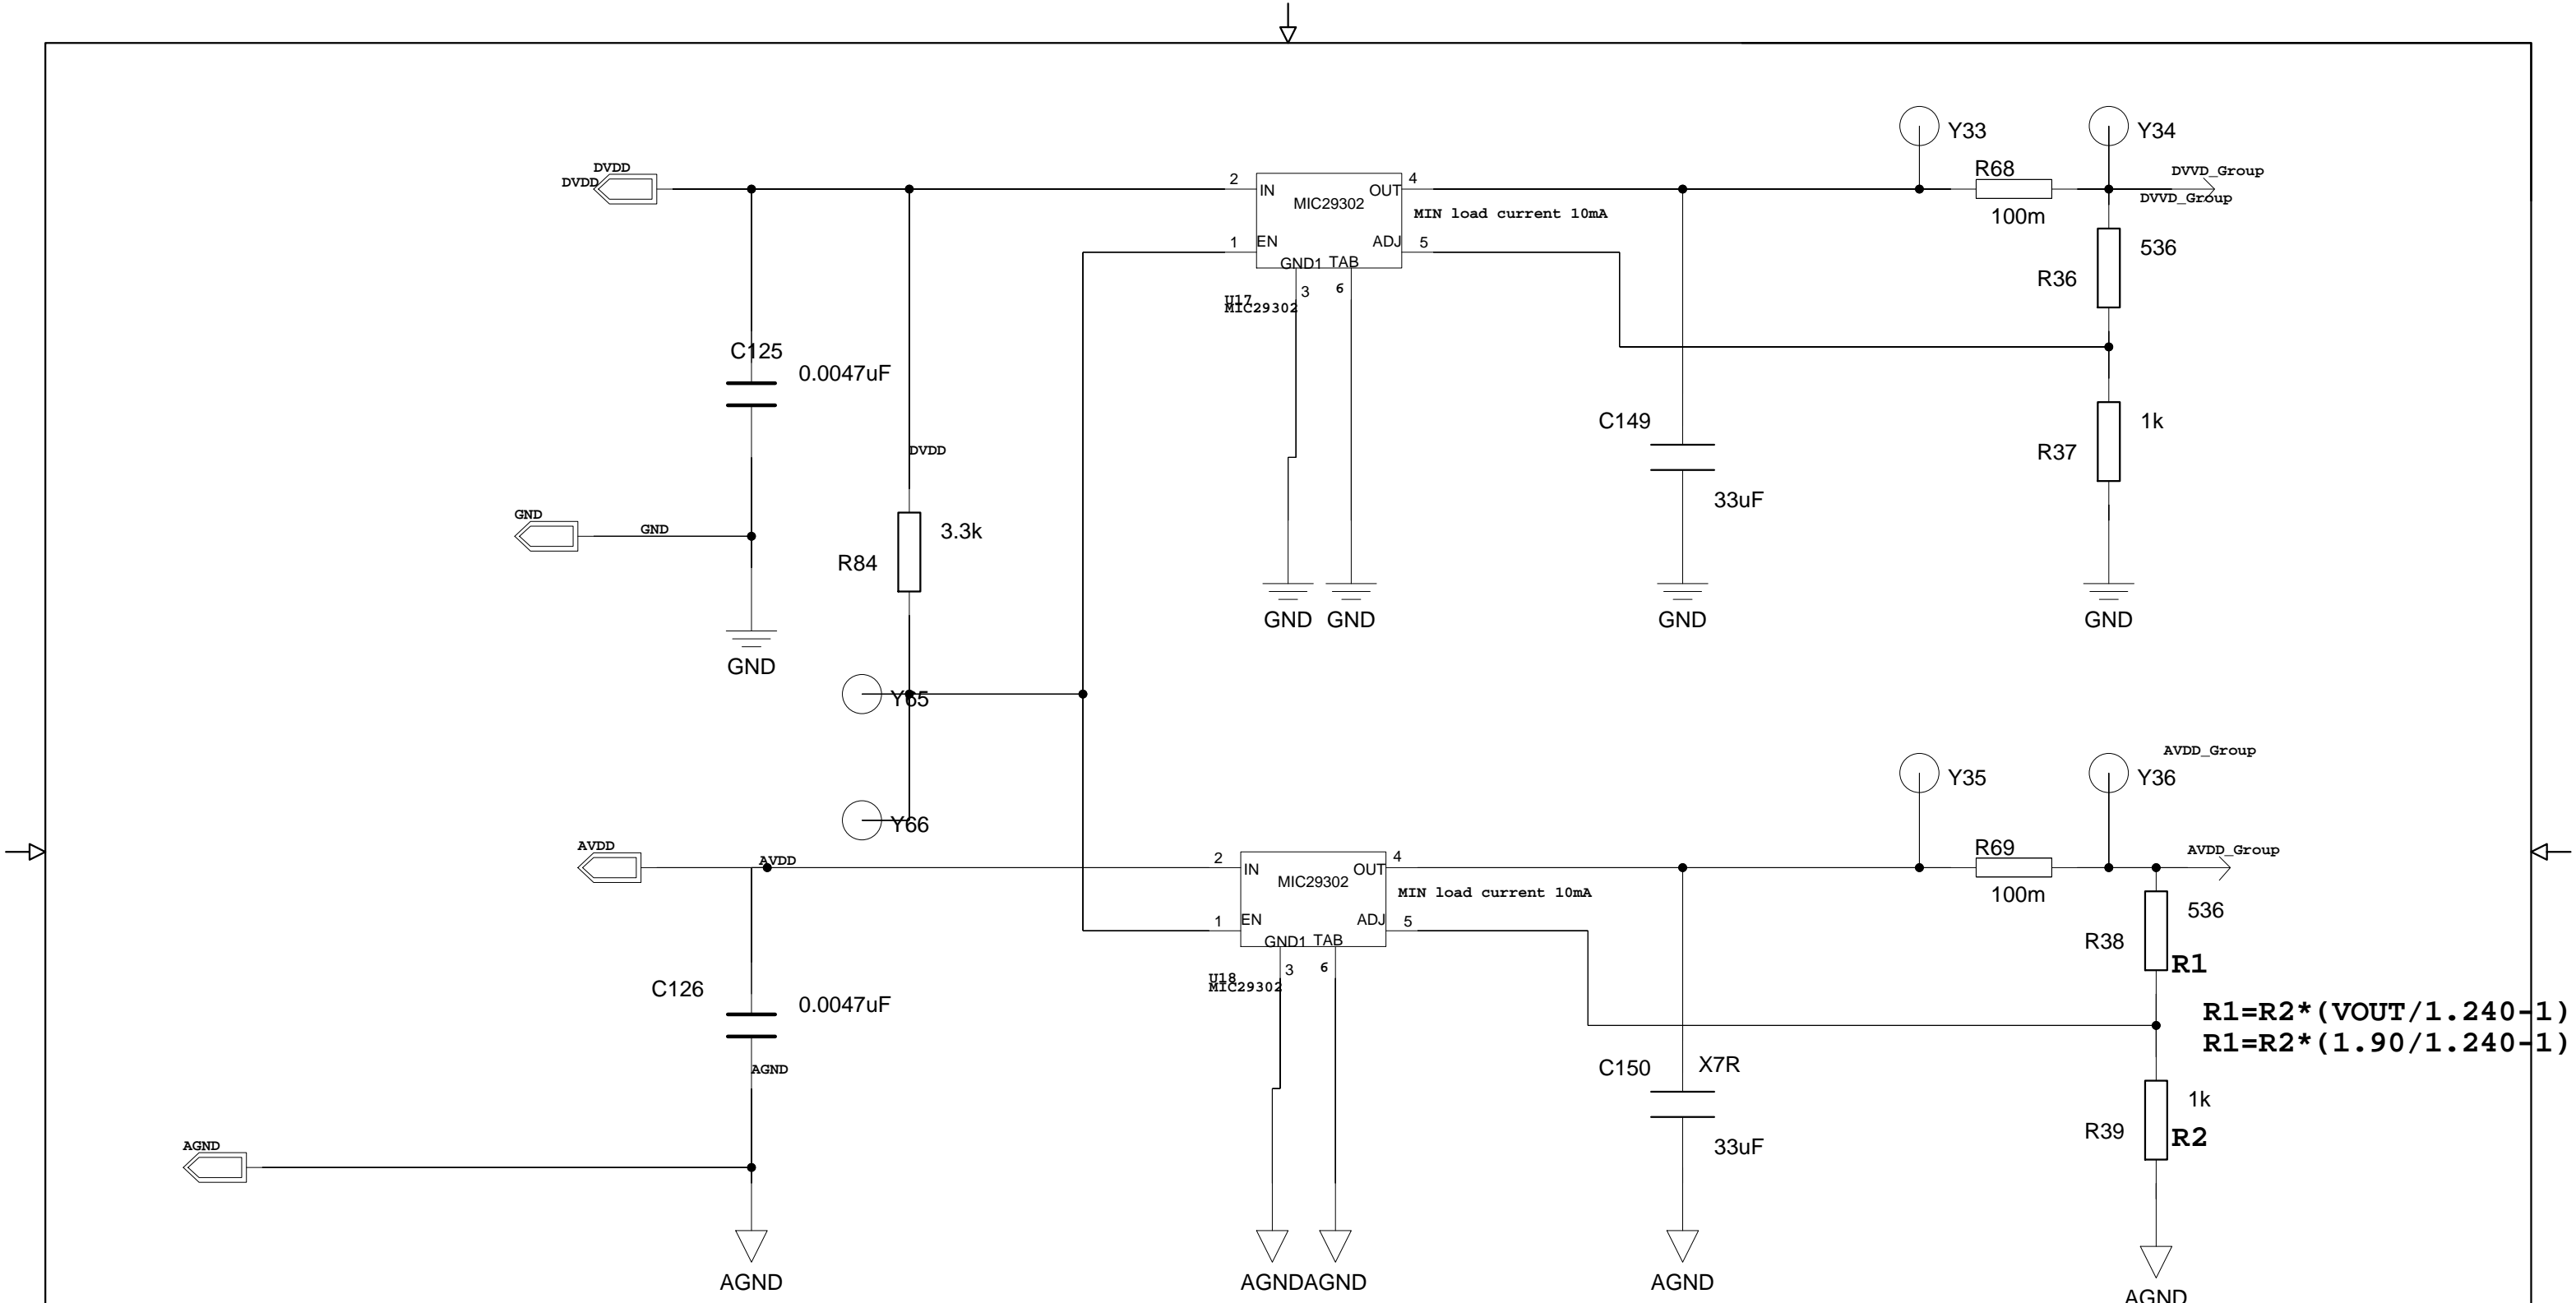 Y33
Y34
R68
DVVD_Group
DVVD_Group
100m
DVDD
DVDD
2
IN
OUT
4
MIC29302
MIN load current 10mA
1
EN
ADJ
5
GND1
TAB
3
6
U17
MIC29302
536
R36
C125
0.0047uF
C149
33uF
1k
R37
DVDD
GND
GND
3.3k
R84
GND
GND
GND
GND
GND
Y65
Y66
Y35
Y36
AVDD_Group
R69
AVDD_Group
100m
AVDD
AVDD
2
IN
OUT
4
MIC29302
MIN load current 10mA
1
EN
ADJ
5
GND1
TAB
3
6
U18
MIC29302
536
R38
R1
R1=R2*(VOUT/1.240-1)
R1=R2*(1.90/1.240-1)
C126
0.0047uF
AGND
C150
X7R
33uF
1k
R39
R2
AGND
AGND
AGND
AGND
AGND
AGND